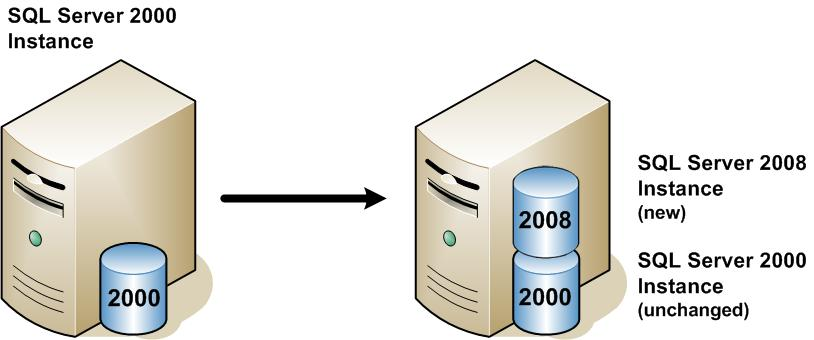 SQL Server 2000
Instance
2000
2008
2000
SQL Server 2008
Instance
(new)
SQL Server 2000
Instance
(unchanged)